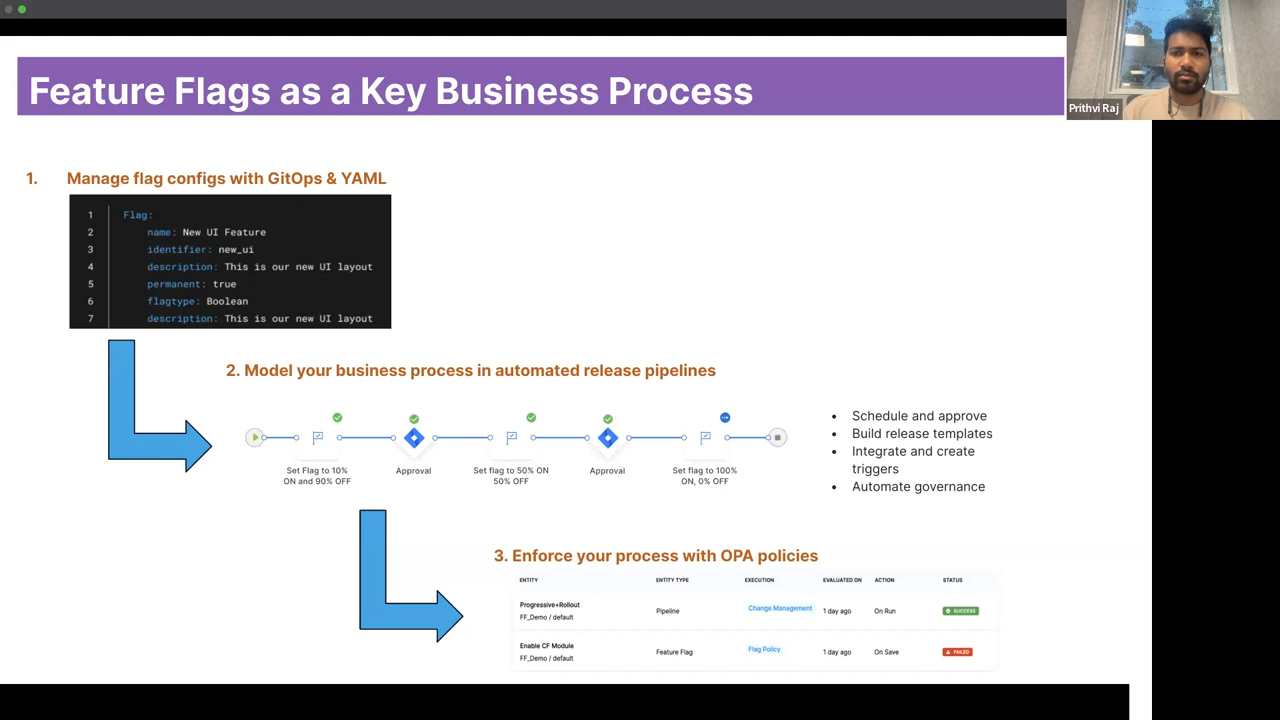 Feature Flags as a Key Business Process
Prithvi Raj
1. Manage flag configs with GitOps & YAML
1 Flag:
2 name: New UI Feature
3 identifier: new_ui
4 description: This is our new UI layout
5 permanent: true
6 flagtype: Boolean
7 description: This is our new UI layout
2. Model your business process in automated release pipelines
Set Flag to 10%
ON and 90% OFF
Approval
Set flag to 50% ON
50% OFF
Approval
Set flag to 100%
ON, 0% OFF
• Schedule and approve
• Build release templates
• Integrate and create
triggers
• Automate governance
3. Enforce your process with OPA policies
ENTITY ENTITY TYPE EXECUTION EVALUATED ON ACTION STATUS
Progressive+Rollout
FF_Demo / default
Pipeline Change Management 1 day ago On Run SUCCESS
Enable CF Module
FF_Demo / default
Feature Flag Flag Policy 1 day ago On Save FAILED